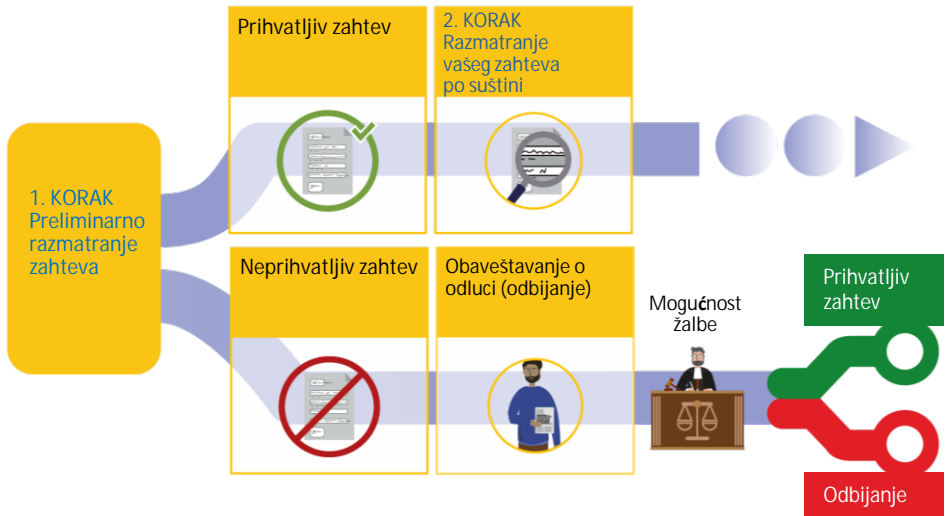 1. KORAK
Preliminarno
razmatranje
zahteva
Prihvatljiv zahtev
2. KORAK
Razmatranje
vašeg zahteva
po suštini
Neprihvatljiv zahtev
Obaveštavanje o
odluci (odbijanje)
Mogućnost
žalbe
Prihvatljiv
zahtev
Odbijanje